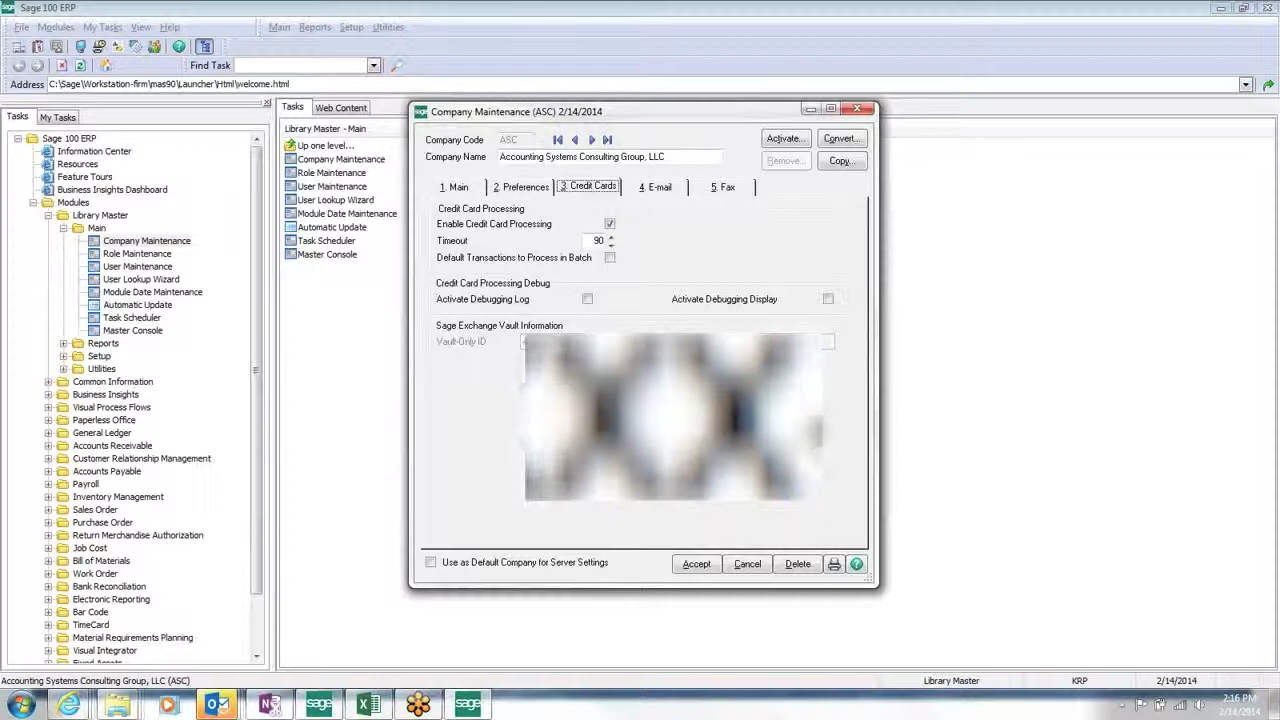 Sage 100 ERP
File Modules My Tasks View Help Main Reports Setup Utilities
Find Task
Address C:\Sage\Workstation-firm\mas90\Launcher\Html\welcome.html
Tasks My Tasks
Sage 100 ERP
Information Center
Resources
Feature Tours
Business Insights Dashboard
Modules
Library Master
Main
Company Maintenance
Role Maintenance
User Maintenance
User Lookup Wizard
Module Date Maintenance
Automatic Update
Task Scheduler
Master Console
Reports
Setup
Utilities
Common Information
Business Insights
Visual Process Flows
Paperless Office
General Ledger
Accounts Receivable
Customer Relationship Management
Accounts Payable
Payroll
Inventory Management
Sales Order
Purchase Order
Return Merchandise Authorization
Job Cost
Bill of Materials
Work Order
Bank Reconciliation
Electronic Reporting
Bar Code
TimeCard
Material Requirements Planning
Visual Integrator
Fixed Assets
Tasks Web Content
Library Master - Main
Up one level...
Company Maintenance
Role Maintenance
User Maintenance
User Lookup Wizard
Module Date Maintenance
Automatic Update
Task Scheduler
Master Console
Company Maintenance (ASC) 2/14/2014
Company Code ASC Activate... Convert...
Company Name Accounting Systems Consulting Group, LLC Remove... Copy...
1. Main 2. Preferences 3. Credit Cards 4. E-mail 5. Fax
Credit Card Processing
Enable Credit Card Processing
Timeout 90
Default Transactions to Process in Batch
Credit Card Processing Debug
Activate Debugging Log Activate Debugging Display
Sage Exchange Vault Information
Vault-Only ID
Use as Default Company for Server Settings Accept Cancel Delete
Accounting Systems Consulting Group, LLC (ASC) Library Master KRP 2/14/2014
sage sage
2:16 PM
2/14/2014